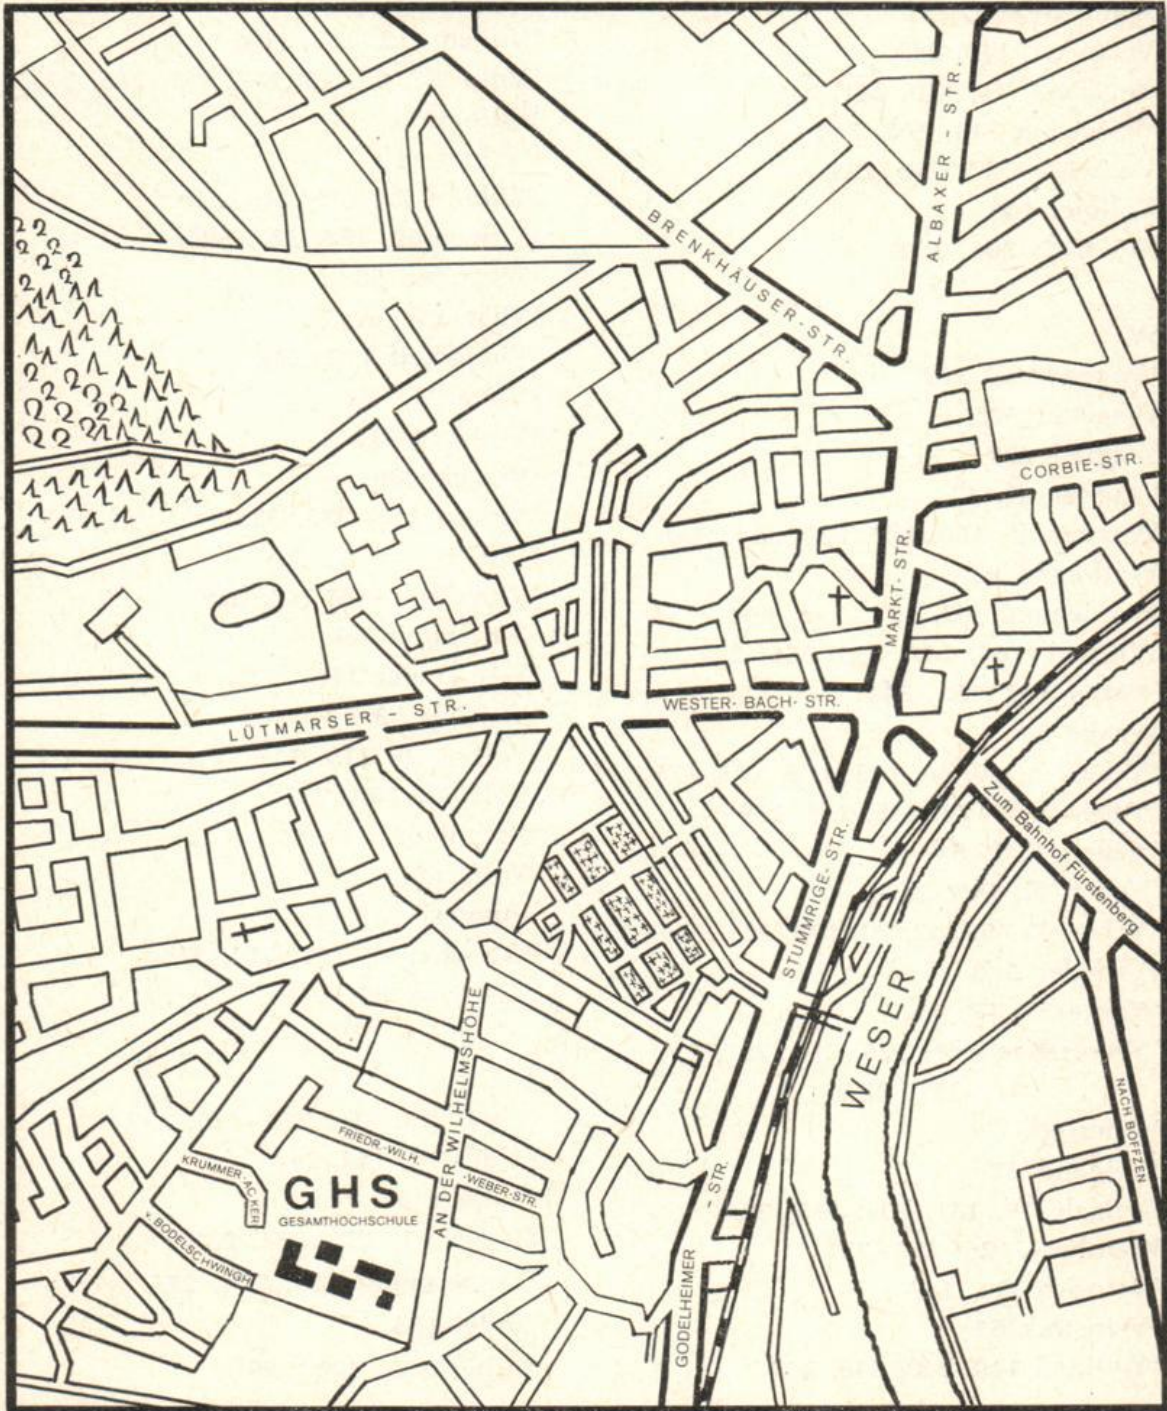 ALBAXER - STR.
BRENKHÄUSER-STR.
CORBIE-STR.
MARKT-STR.
WESTER-BACH-STR.
LÜTMARSER - STR.
Zum Bahnhof Fürstenberg
STUMMRIGE-STR.
WESER
AN DER WILHELMSHÖHE
NACH BOFFZEN
FRIEDR.-WILH.
-WEBER-STR.
KRUMMER-ACKER
GHS
GESAMTHOCHSCHULE
v. BODELSCHWINGH
GODELHEIMER
- STR.